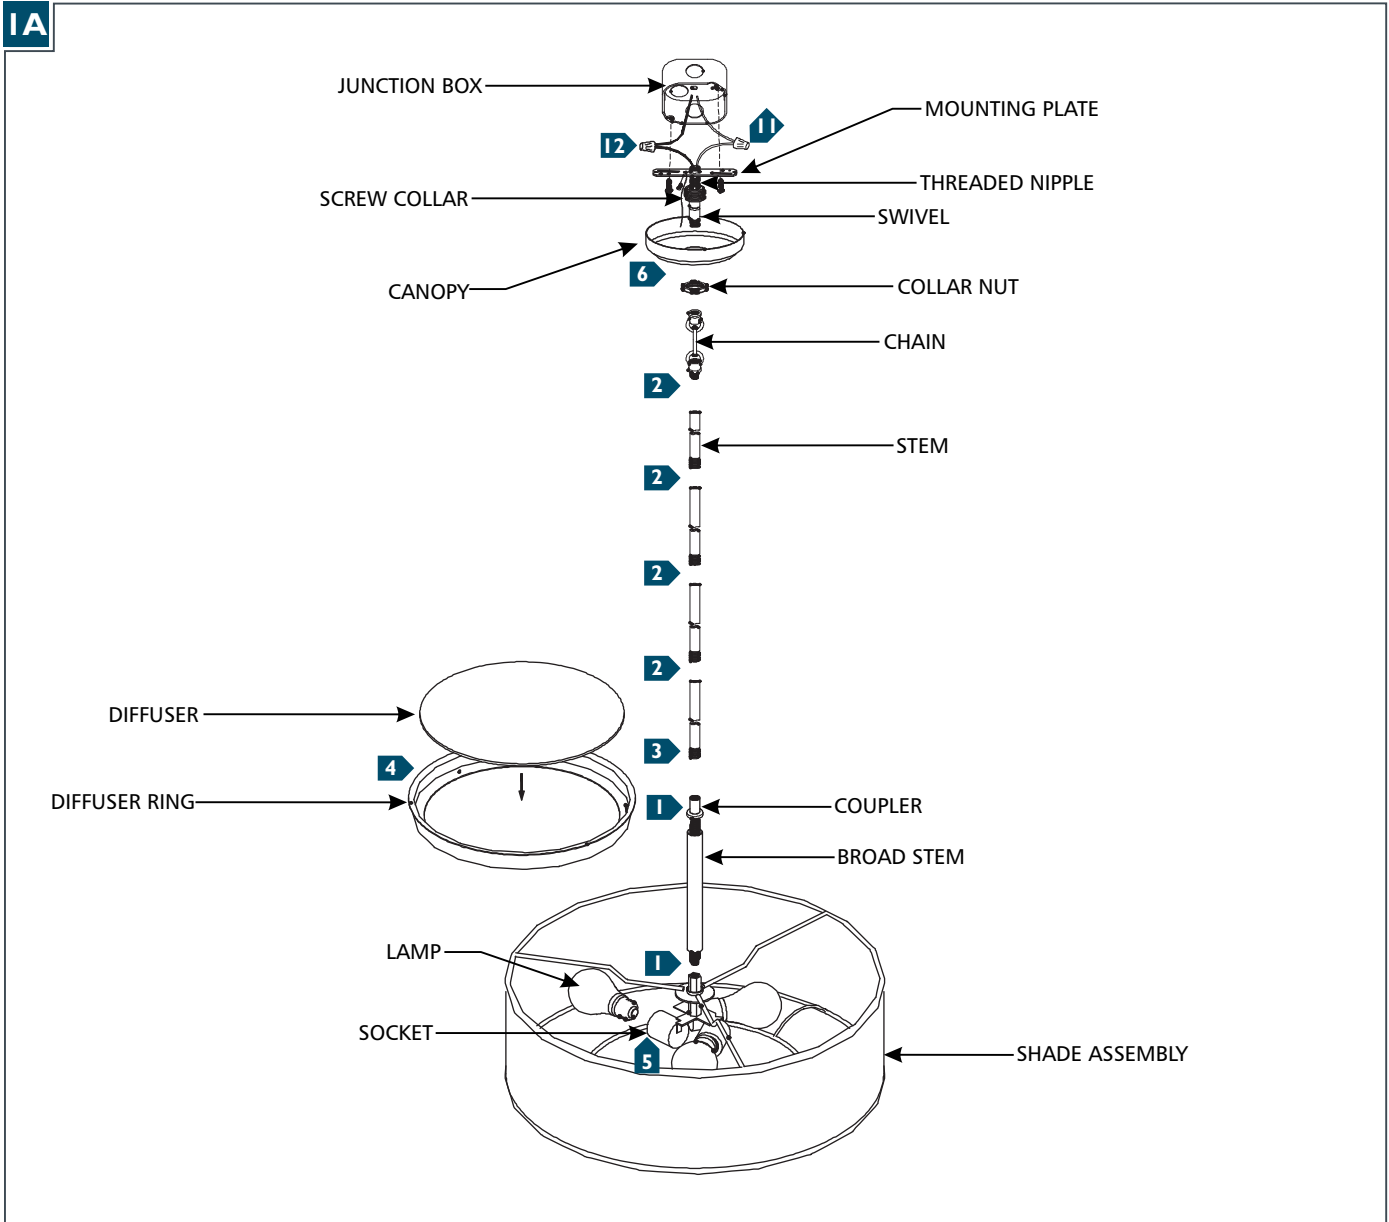 1A
JUNCTION BOX
MOUNTING PLATE
11
12
THREADED NIPPLE
SCREW COLLAR
SWIVEL
6
CANOPY
COLLAR NUT
CHAIN
2
STEM
2
2
2
DIFFUSER
3
4
DIFFUSER RING
1
COUPLER
BROAD STEM
LAMP
1
SOCKET
5
SHADE ASSEMBLY